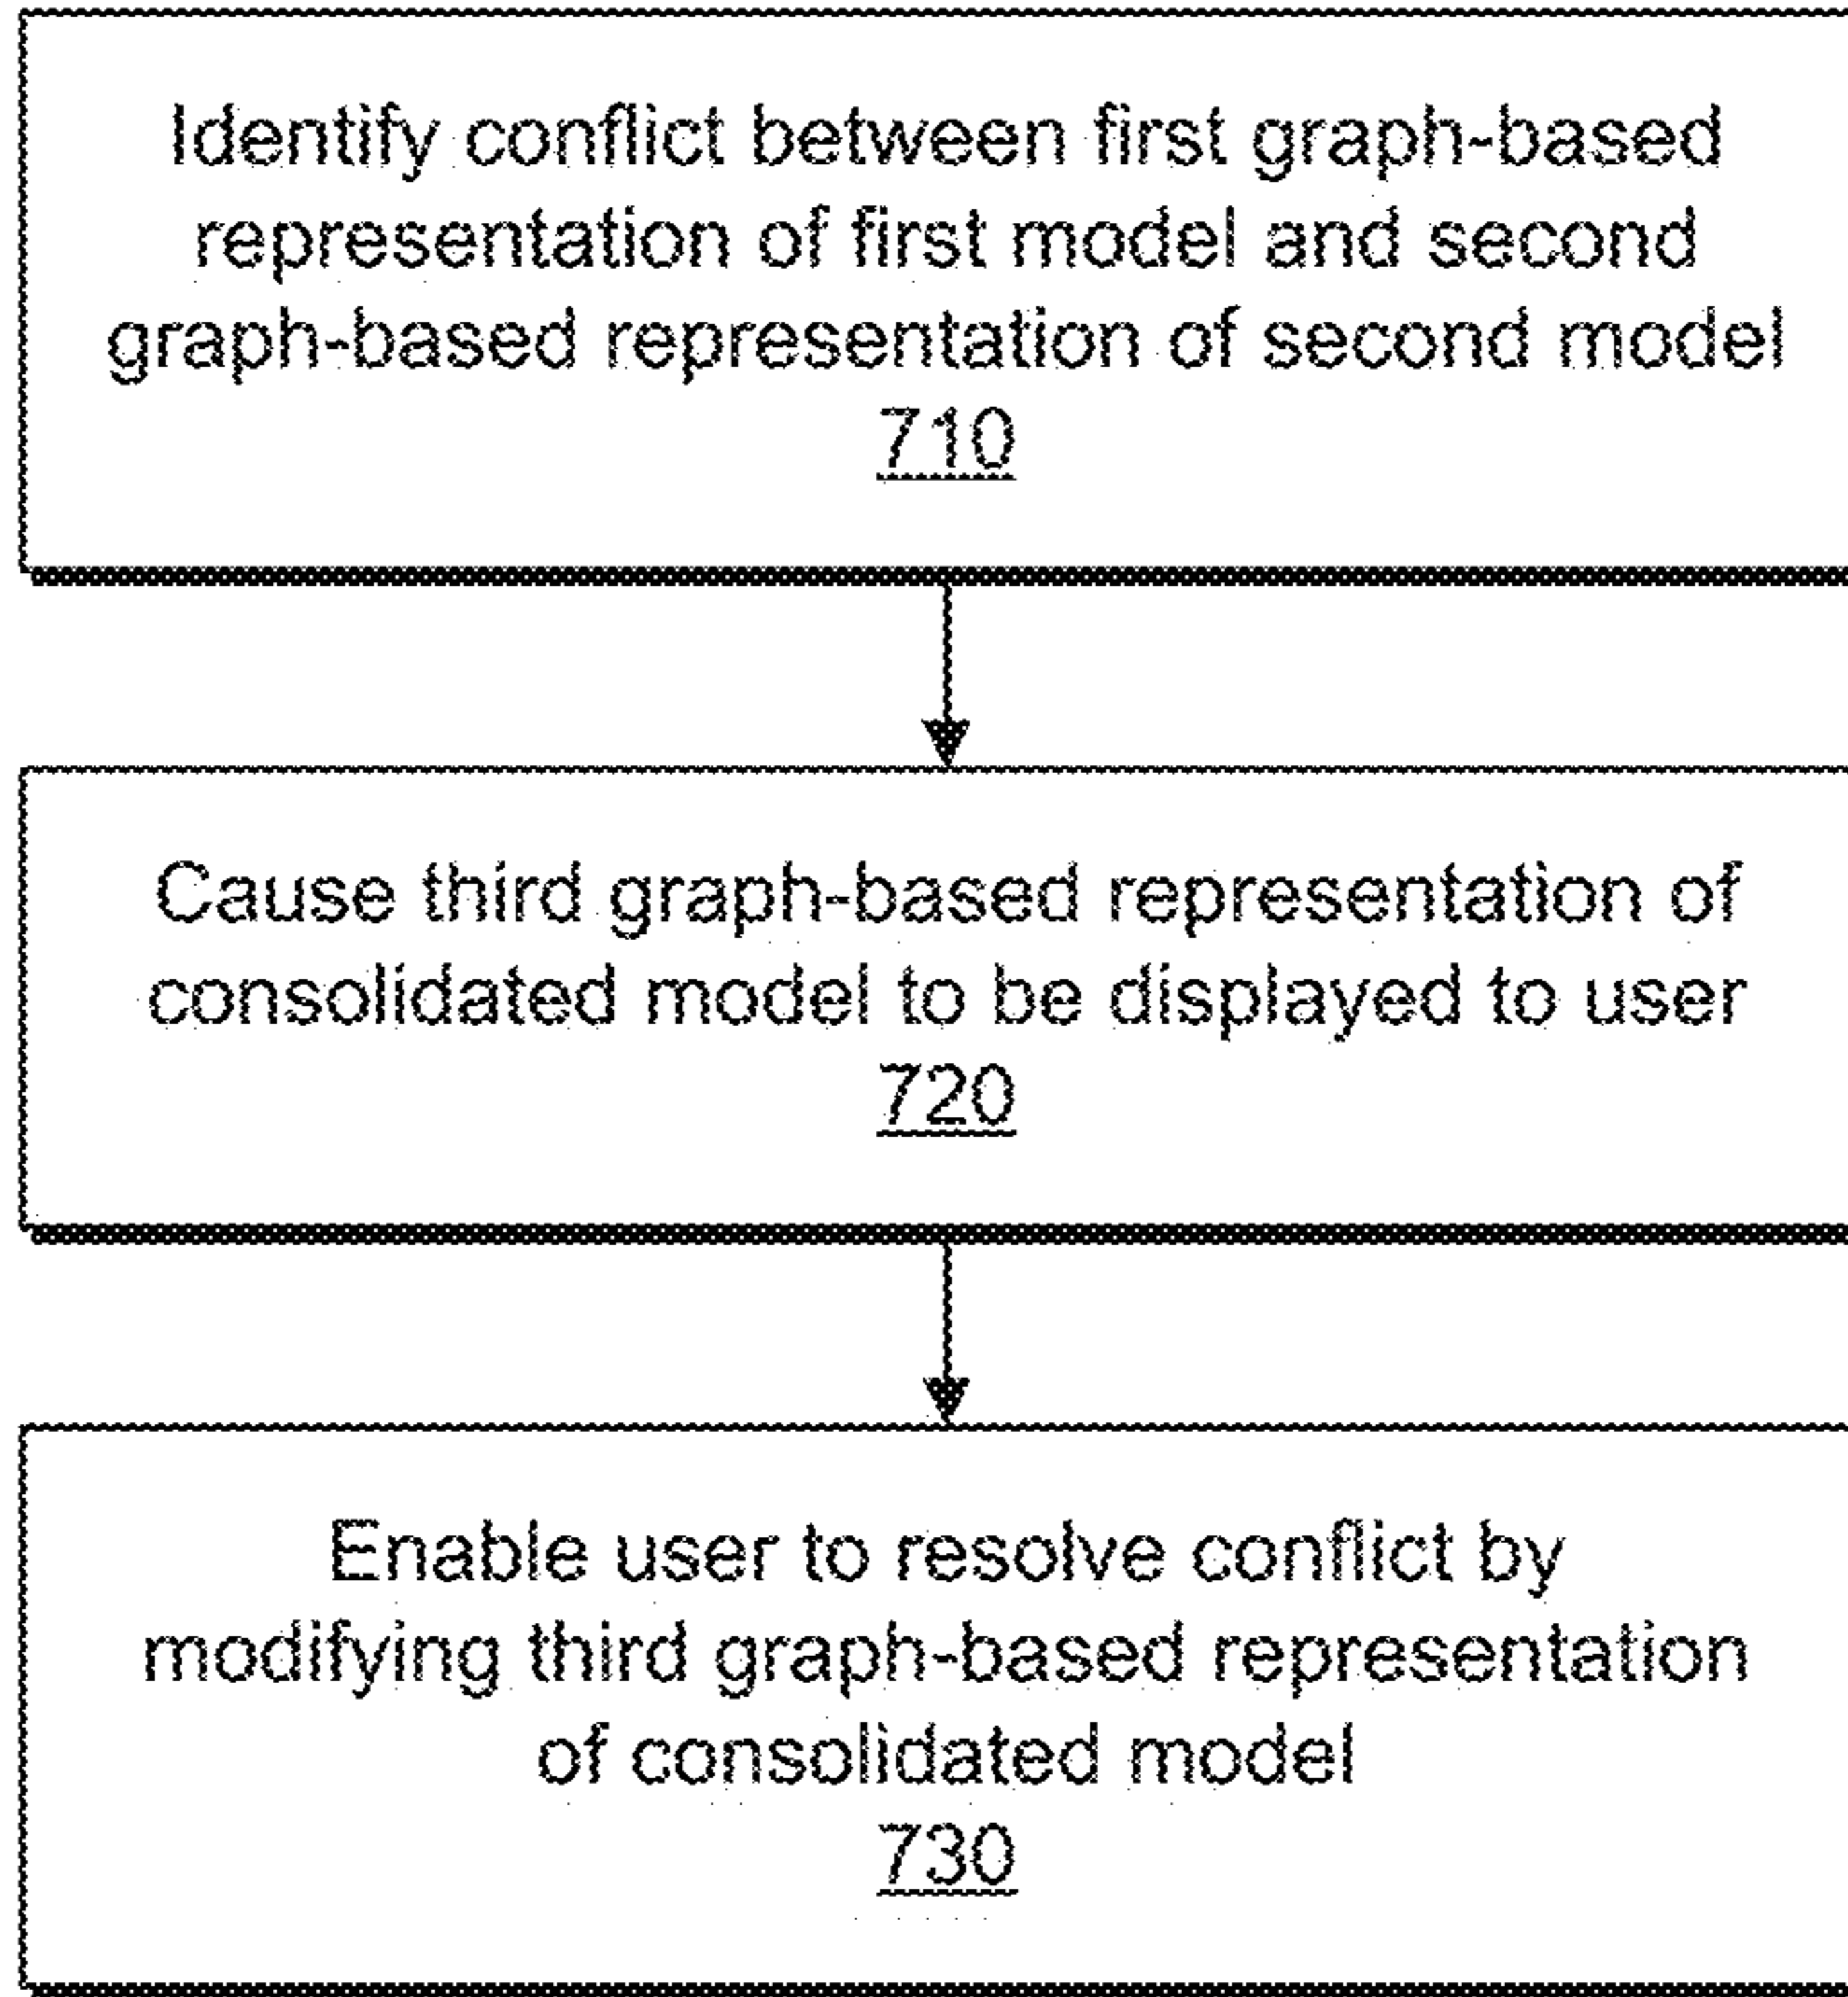 Identify conflict between first graph-based
representation of first model and second
graph-based representation of second model
710
Cause third graph-based representation of
consolidated model to be displayed to user
720
Enable user to resolve conflict by
modifying third graph-based representation
of consolidated model
730